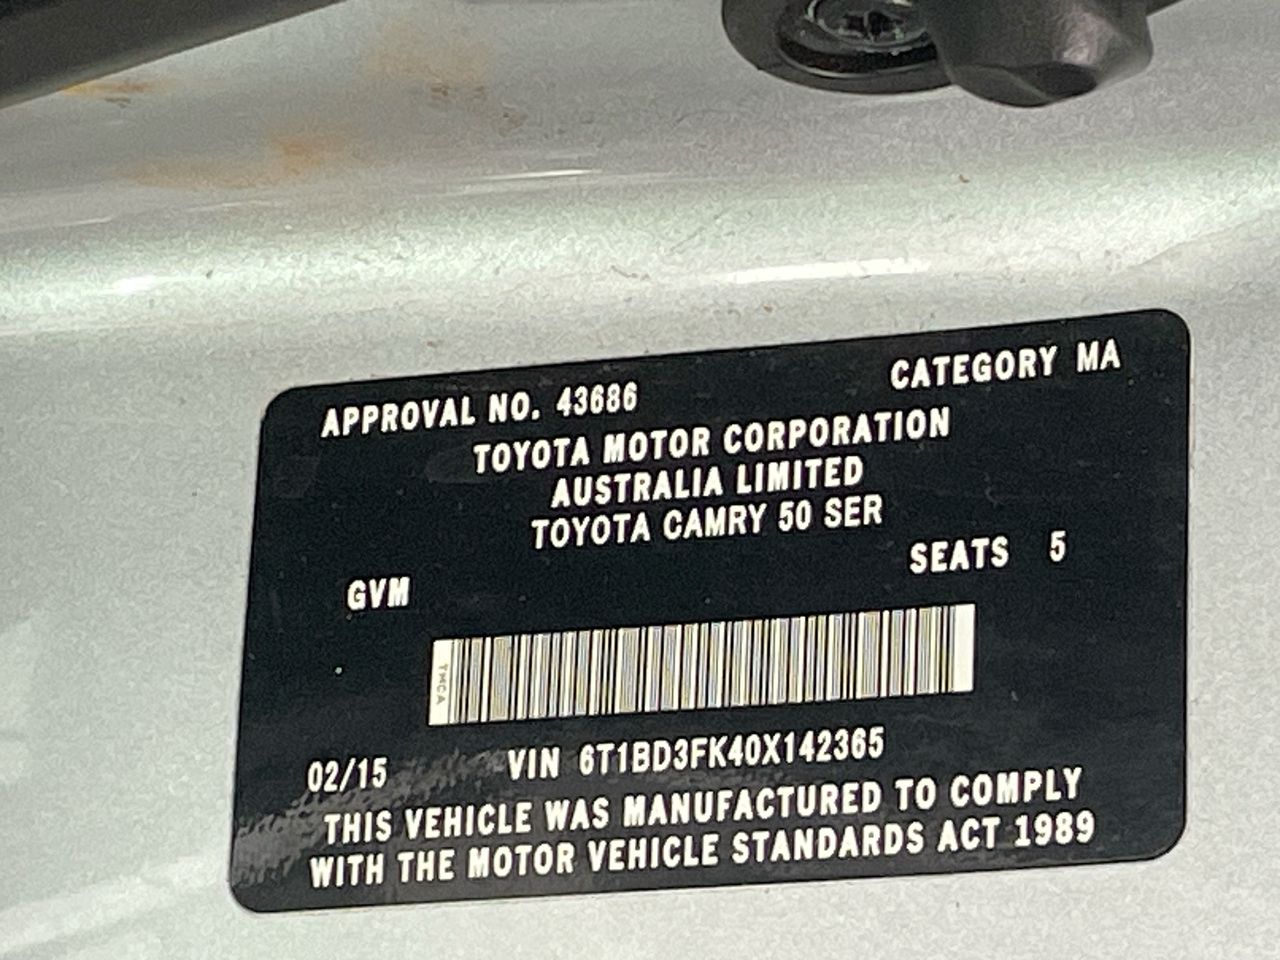 APPROVAL NO. 43686 CATEGORY MA
TOYOTA MOTOR CORPORATION
AUSTRALIA LIMITED
TOYOTA CAMRY 50 SER
GVM SEATS 5
TMCA
02/15 VIN 6T1BD3FK40X142365
THIS VEHICLE WAS MANUFACTURED TO COMPLY
WITH THE MOTOR VEHICLE STANDARDS ACT 1989